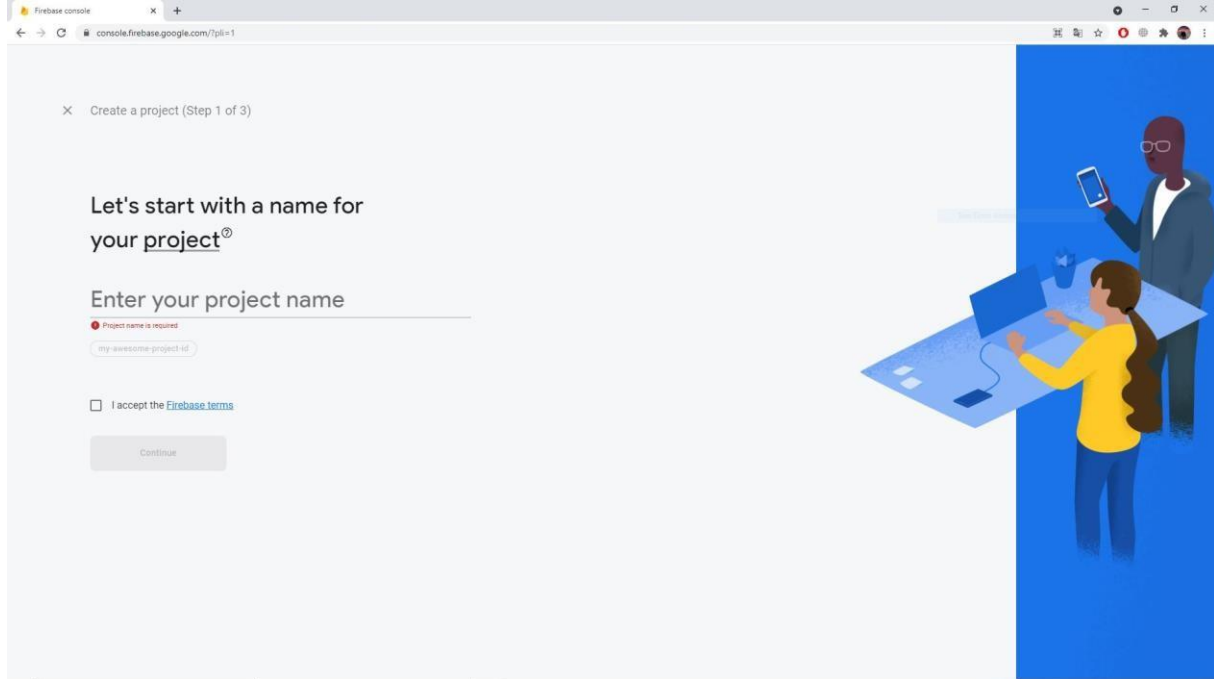 Firebase console
console.firebase.google.com/?pli=1
Create a project (Step 1 of 3)
Let's start with a name for
your project
Enter your project name
Project name is required
my-awesome-project-id
I accept the Firebase terms
Continue